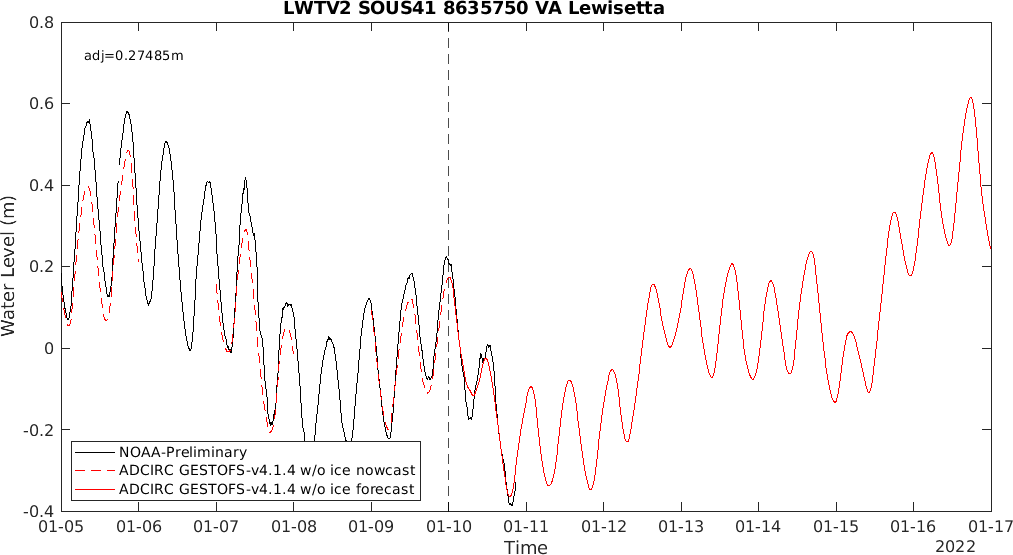 LWTV2 SOUS41 8635750 VA Lewisetta
adj=0.27485m
Water Level (m)
0.8
0.6
0.4
0.2
0
-0.2
-0.4
NOAA-Preliminary
ADCIRC GESTOFS-v4.1.4 w/o ice nowcast
ADCIRC GESTOFS-v4.1.4 w/o ice forecast
01-05 01-06 01-07 01-08 01-09 01-10 01-11 01-12 01-13 01-14 01-15 01-16 01-17
Time
2022